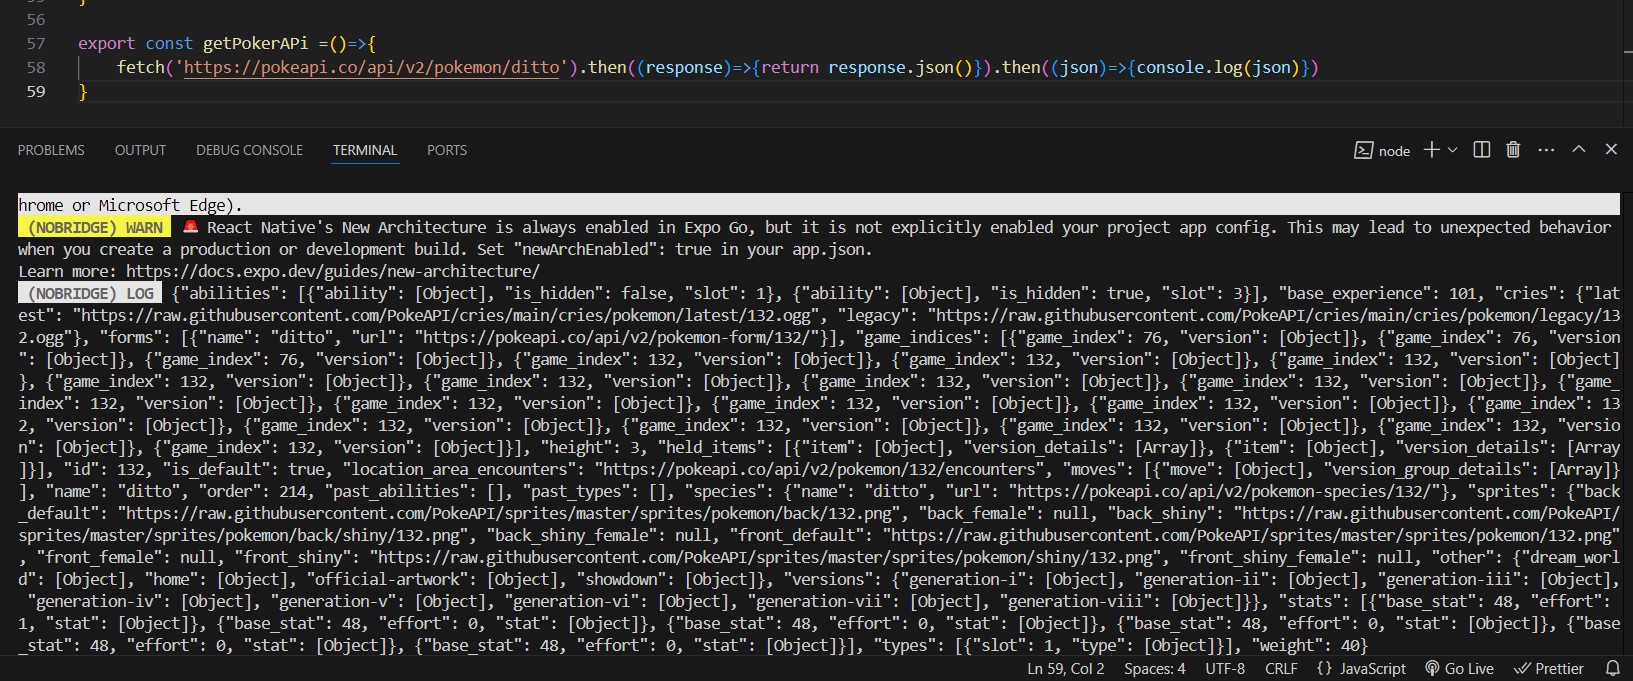 56
57 export const getPokerAPi =()=>{
58 fetch('https://pokeapi.co/api/v2/pokemon/ditto').then((response)=>{return response.json()}).then((json)=>{console.log(json)})
59 }
PROBLEMS OUTPUT DEBUG CONSOLE TERMINAL PORTS node
hrome or Microsoft Edge).
(NOBRIDGE) WARN 🚨 React Native's New Architecture is always enabled in Expo Go, but it is not explicitly enabled your project app config. This may lead to unexpected behavior
when you create a production or development build. Set "newArchEnabled": true in your app.json.
Learn more: https://docs.expo.dev/guides/new-architecture/
(NOBRIDGE) LOG {"abilities": [{"ability": [Object], "is_hidden": false, "slot": 1}, {"ability": [Object], "is_hidden": true, "slot": 3}], "base_experience": 101, "cries": {"lat
est": "https://raw.githubusercontent.com/PokeAPI/cries/main/cries/pokemon/latest/132.ogg", "legacy": "https://raw.githubusercontent.com/PokeAPI/cries/main/cries/pokemon/legacy/13
2.ogg"}, "forms": [{"name": "ditto", "url": "https://pokeapi.co/api/v2/pokemon-form/132/"}], "game_indices": [{"game_index": 76, "version": [Object]}, {"game_index": 76, "version
": [Object]}, {"game_index": 76, "version": [Object]}, {"game_index": 132, "version": [Object]}, {"game_index": 132, "version": [Object]}, {"game_index": 132, "version": [Object]
}, {"game_index": 132, "version": [Object]}, {"game_index": 132, "version": [Object]}, {"game_index": 132, "version": [Object]}, {"game_index": 132, "version": [Object]}, {"game_
index": 132, "version": [Object]}, {"game_index": 132, "version": [Object]}, {"game_index": 132, "version": [Object]}, {"game_index": 132, "version": [Object]}, {"game_index": 13
2, "version": [Object]}, {"game_index": 132, "version": [Object]}, {"game_index": 132, "version": [Object]}, {"game_index": 132, "version": [Object]}, {"game_index": 132, "versio
n": [Object]}, {"game_index": 132, "version": [Object]}], "height": 3, "held_items": [{"item": [Object], "version_details": [Array]}, {"item": [Object], "version_details": [Array
]}], "id": 132, "is_default": true, "location_area_encounters": "https://pokeapi.co/api/v2/pokemon/132/encounters", "moves": [{"move": [Object], "version_group_details": [Array]}
], "name": "ditto", "order": 214, "past_abilities": [], "past_types": [], "species": {"name": "ditto", "url": "https://pokeapi.co/api/v2/pokemon-species/132/"}, "sprites": {"back
_default": "https://raw.githubusercontent.com/PokeAPI/sprites/master/sprites/pokemon/back/132.png", "back_female": null, "back_shiny": "https://raw.githubusercontent.com/PokeAPI/
sprites/master/sprites/pokemon/back/shiny/132.png", "back_shiny_female": null, "front_default": "https://raw.githubusercontent.com/PokeAPI/sprites/master/sprites/pokemon/132.png"
, "front_female": null, "front_shiny": "https://raw.githubusercontent.com/PokeAPI/sprites/master/sprites/pokemon/shiny/132.png", "front_shiny_female": null, "other": {"dream_worl
d": [Object], "home": [Object], "official-artwork": [Object], "showdown": [Object]}, "versions": {"generation-i": [Object], "generation-ii": [Object], "generation-iii": [Object],
"generation-iv": [Object], "generation-v": [Object], "generation-vi": [Object], "generation-vii": [Object], "generation-viii": [Object]}}, "stats": [{"base_stat": 48, "effort":
1, "stat": [Object]}, {"base_stat": 48, "effort": 0, "stat": [Object]}, {"base_stat": 48, "effort": 0, "stat": [Object]}, {"base_stat": 48, "effort": 0, "stat": [Object]}, {"base
_stat": 48, "effort": 0, "stat": [Object]}, {"base_stat": 48, "effort": 0, "stat": [Object]}], "types": [{"slot": 1, "type": [Object]}], "weight": 40}
Ln 59, Col 2 Spaces: 4 UTF-8 CRLF {} JavaScript Go Live Prettier